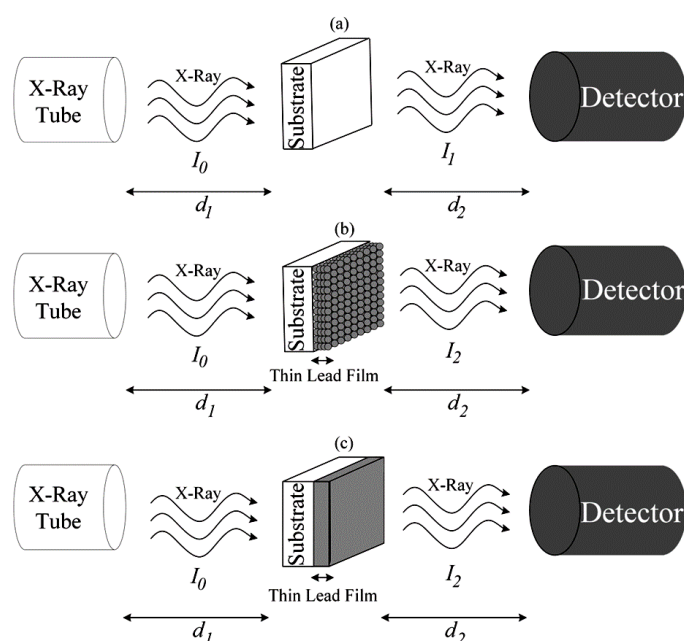 (a)
X-Ray
Tube
X-Ray
I0
Substrate
X-Ray
I1
Detector
d1
d2
(b)
X-Ray
Tube
X-Ray
I0
Substrate
X-Ray
I2
Detector
Thin Lead Film
d1
d2
(c)
X-Ray
Tube
X-Ray
I0
Substrate
X-Ray
I2
Detector
Thin Lead Film
d1
d2